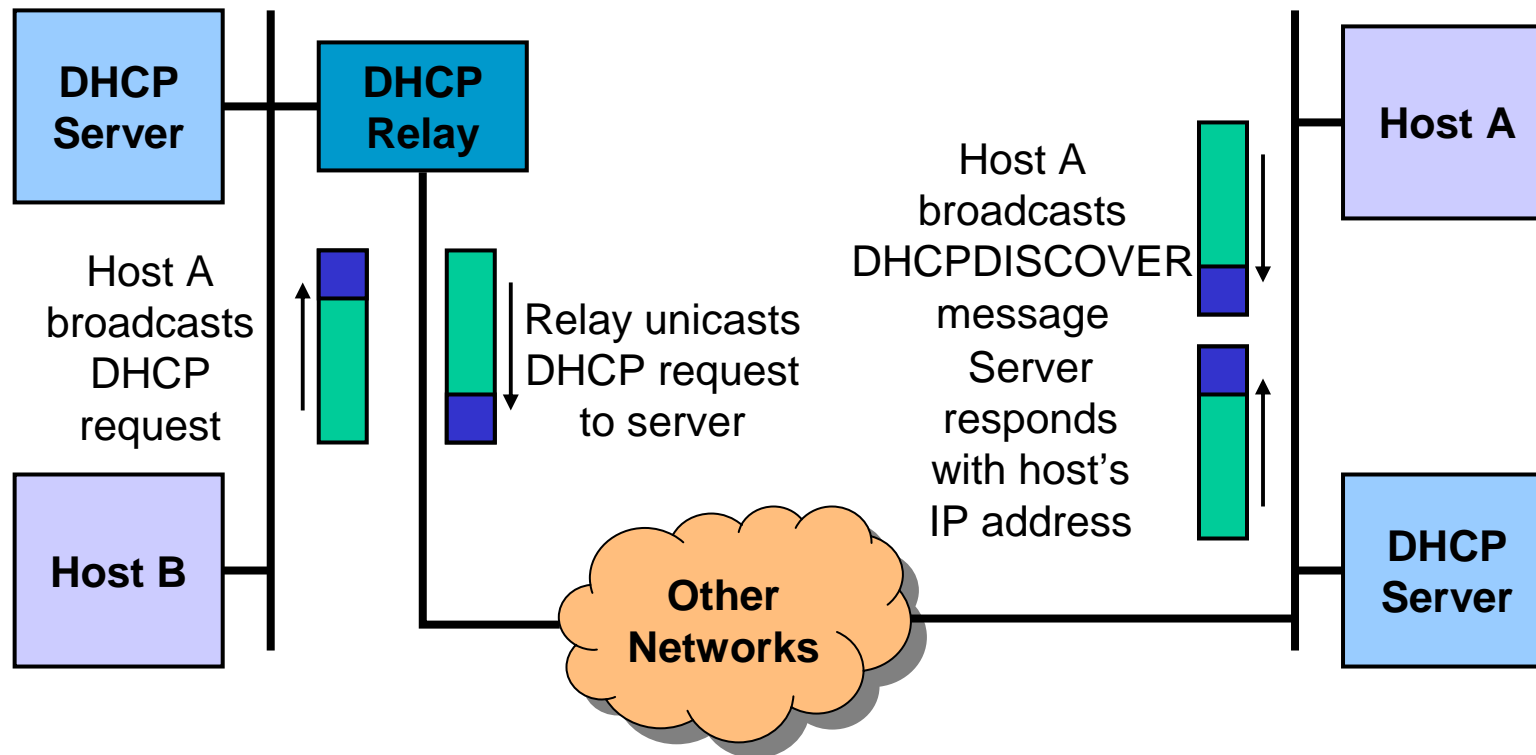 DHCP
Server
DHCP
Relay
Host A
Host A
broadcasts
DHCPDISCOVER
message
Host A
broadcasts
DHCP
request
Relay unicasts
DHCP request
to server
Server
responds
with host's
IP address
Host B
Other
Networks
DHCP
Server